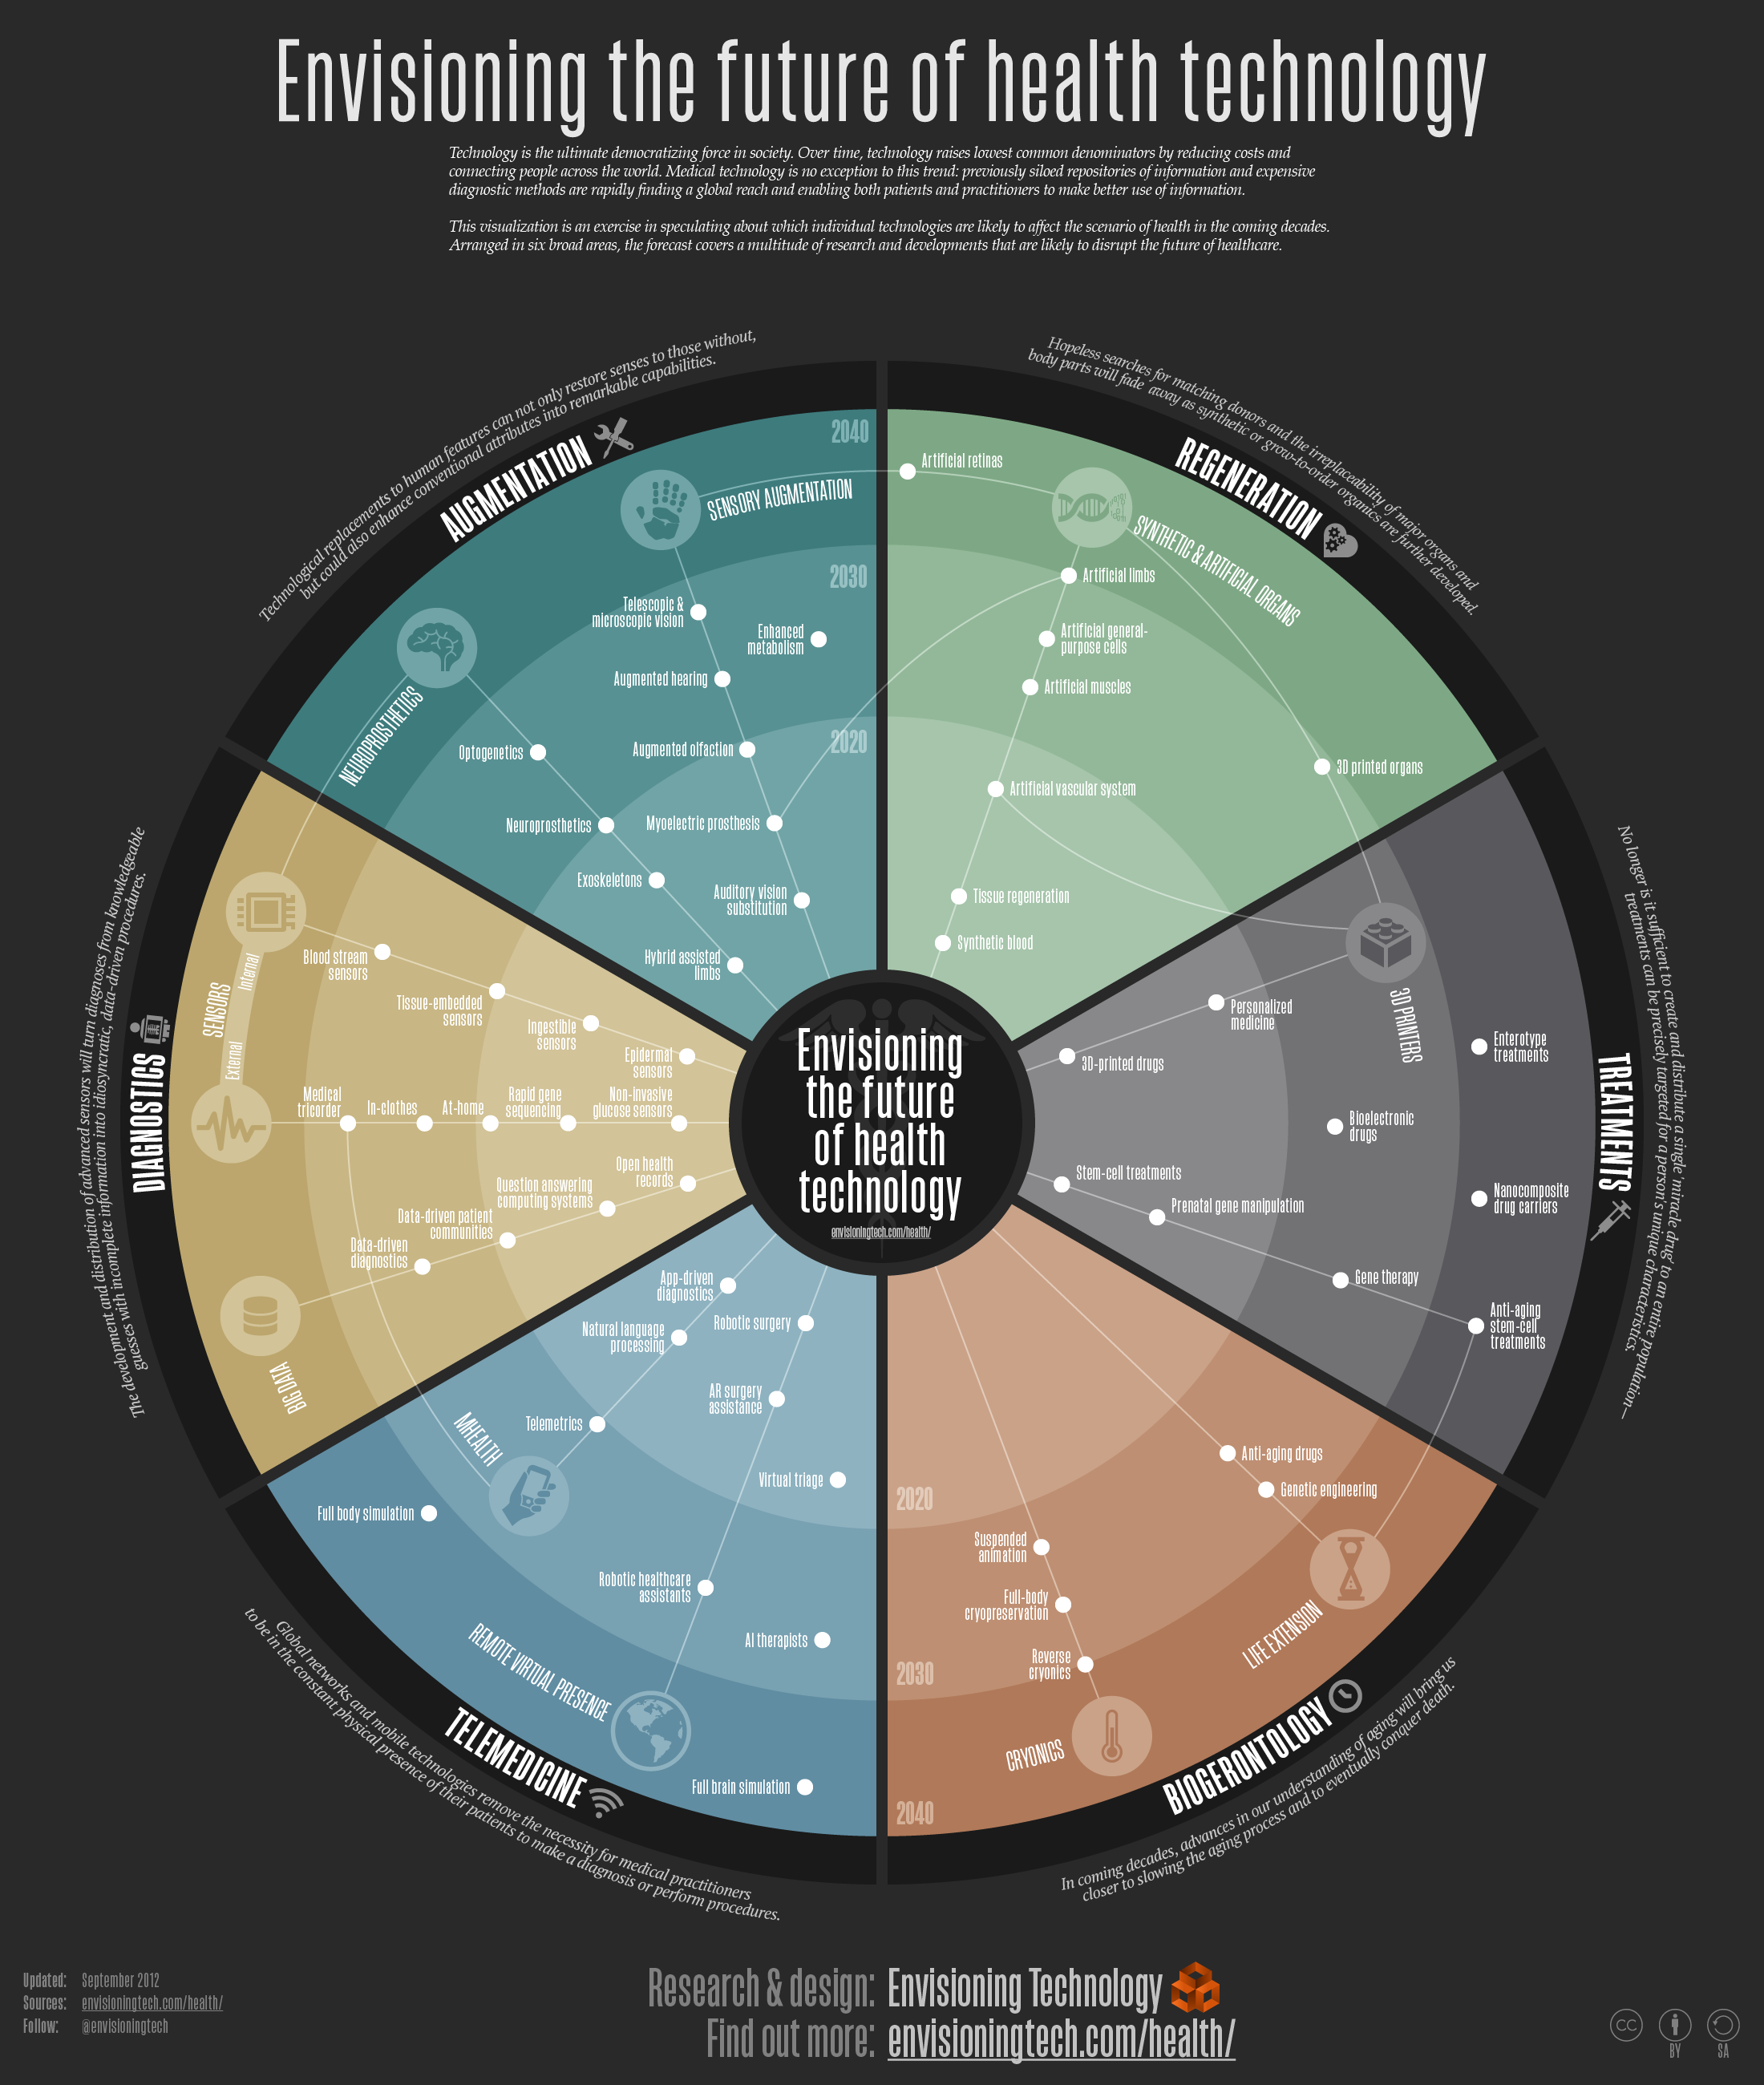 Envisioning the future of health technology
Technology is the ultimate democratizing force in society. Over time, technology raises lowest common denominators by reducing costs and
connecting people across the world. Medical technology is no exception to this trend: previously siloed repositories of information and expensive
diagnostic methods are rapidly finding a global reach and enabling both patients and practitioners to make better use of information.
This visualization is an exercise in speculating about which individual technologies are likely to affect the scenario of health in the coming decades.
Arranged in six broad areas, the forecast covers a multitude of research and developments that are likely to disrupt the future of healthcare.
Technological replacements to human features can not only restore senses to those without,
but could also enhance conventional attributes into remarkable capabilities.
AUGMENTATION
2040
2030
2020
SENSORY AUGMENTATION
Telescopic &
microscopic vision
Enhanced
metabolism
Augmented hearing
Augmented olfaction
Myoelectric prosthesis
Auditory vision
substitution
NEUROPROSTHETICS
Optogenetics
Neuroprosthetics
Exoskeletons
Hybrid assisted
limbs
Hopeless searches for matching donors and the irreplaceability of major organs and
body parts will fade away as synthetic or grow-to-order organics are further developed.
REGENERATION
Artificial retinas
SYNTHETIC & ARTIFICIAL ORGANS
Artificial limbs
Artificial general-
purpose cells
Artificial muscles
3D printed organs
Artificial vascular system
Tissue regeneration
Synthetic blood
No longer is it sufficient to create and distribute a single 'miracle drug' to an entire population—
treatments can be precisely targeted for a person's unique characteristics.
TREATMENTS
3D PRINTERS
Personalized
medicine
3D-printed drugs
Enterotype
treatments
Bioelectronic
drugs
Stem-cell treatments
Prenatal gene manipulation
Nanocomposite
drug carriers
Gene therapy
Anti-aging
stem-cell
treatments
The development and distribution of advanced sensors will turn diagnoses from knowledgeable
guesses with incomplete information into idiosyncratic, data-driven procedures.
DIAGNOSTICS
SENSORS
Internal
External
Blood stream
sensors
Tissue-embedded
sensors
Ingestible
sensors
Epidermal
sensors
Medical
tricorder
In-clothes
At-home
Rapid gene
sequencing
Non-invasive
glucose sensors
Open health
records
Question answering
computing systems
Data-driven patient
communities
Data-driven
diagnostics
BIG DATA
Envisioning
the future
of health
technology
envisioningtech.com/health/
App-driven
diagnostics
Natural language
processing
Robotic surgery
AR surgery
assistance
Telemetrics
MHEALTH
Virtual triage
Full body simulation
Robotic healthcare
assistants
AI therapists
REMOTE VIRTUAL PRESENCE
Full brain simulation
TELEMEDICINE
Global networks and mobile technologies remove the necessity for medical practitioners
to be in the constant physical presence of their patients to make a diagnosis or perform procedures.
Anti-aging drugs
Genetic engineering
2020
Suspended
animation
Full-body
cryopreservation
Reverse
cryonics
2030
LIFE EXTENSION
CRYONICS
2040
BIOGERONTOLOGY
In coming decades, advances in our understanding of aging will bring us
closer to slowing the aging process and to eventually conquer death.
Updated: September 2012
Sources: envisioningtech.com/health/
Follow: @envisioningtech
Research & design: Envisioning Technology
Find out more: envisioningtech.com/health/
CC
BY
SA